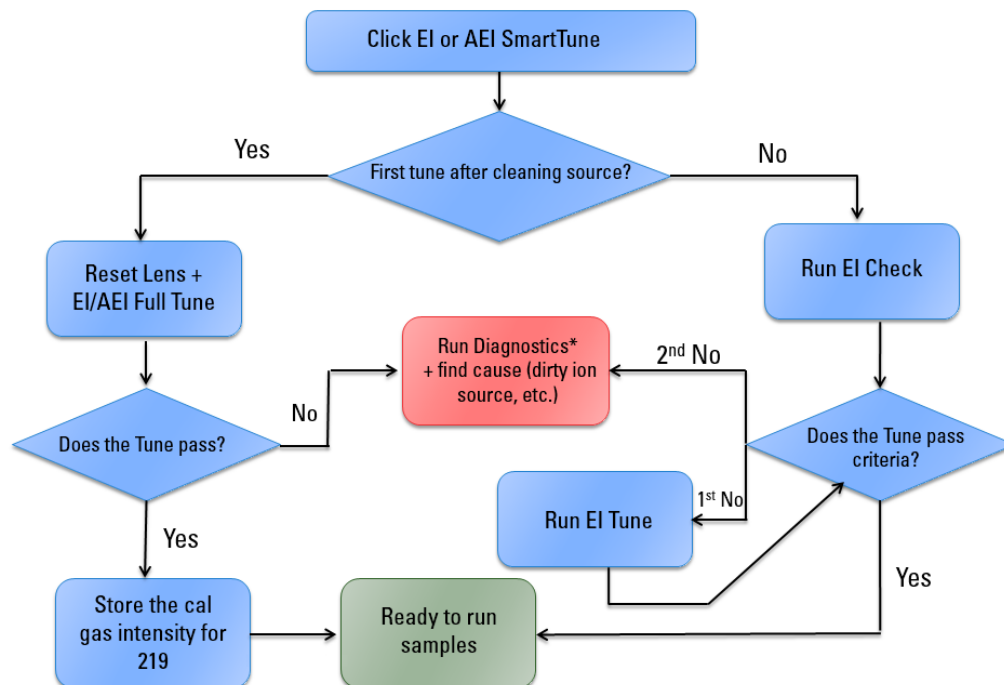 Click EI or AEI SmartTune
Yes
First tune after cleaning source?
No
Reset Lens +
EI/AEI Full Tune
Run EI Check
Run Diagnostics*
+ find cause (dirty ion
source, etc.)
2nd No
No
Does the Tune pass?
Does the Tune pass
criteria?
Run EI Tune
1st No
Yes
Yes
Store the cal
gas intensity for
219
Ready to run
samples